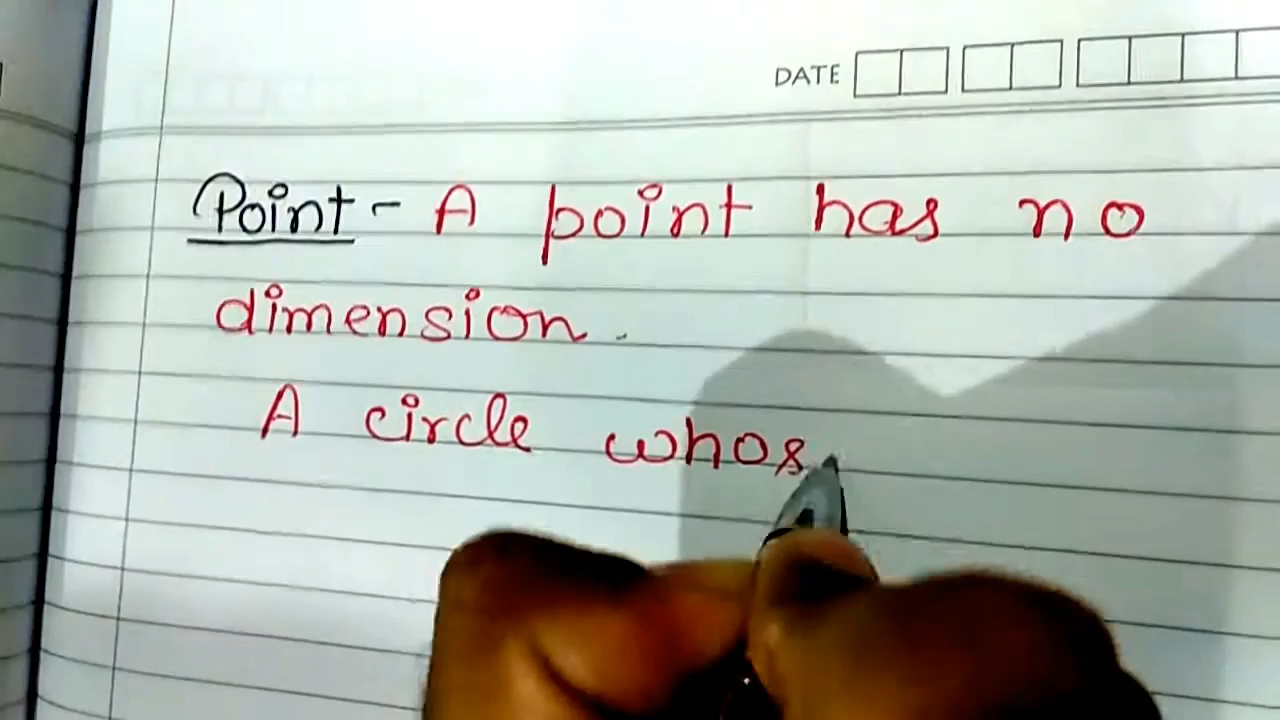 DATE
Point - A point has no
dimension.
A circle whos